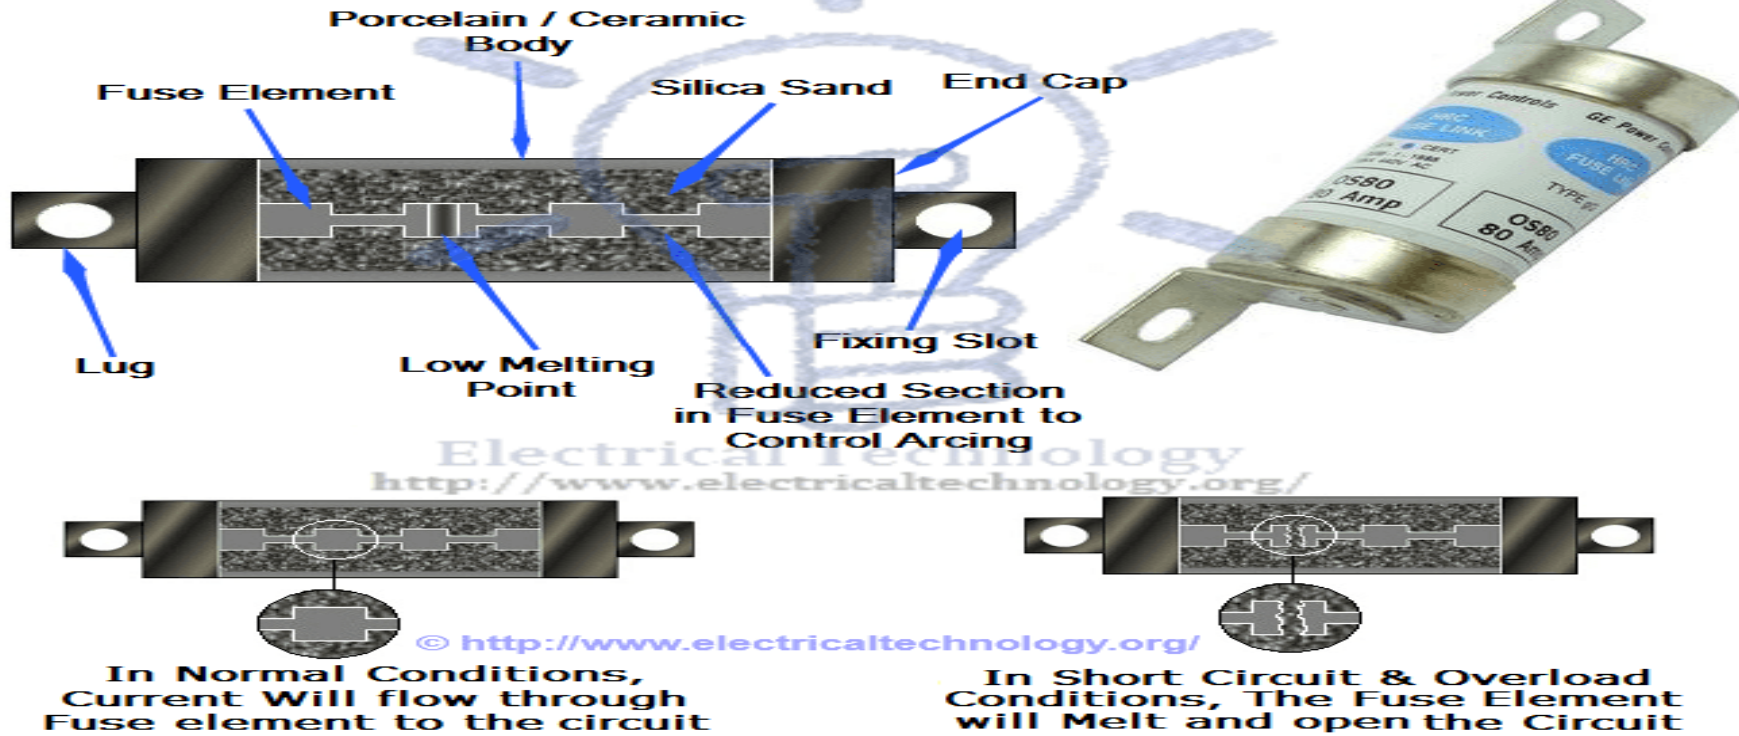 Porcelain / Ceramic
Body
Fuse Element
Silica Sand
End Cap
Lug
Low Melting
Point
Fixing Slot
Reduced Section
in Fuse Element to
Control Arcing
Controls
GE Power
HRC
LINK
CERT
HRC
FUSE
TYPE
OS80
Amp
OS80
80
Electrical Technology
http://www.electricaltechnology.org/
© http://www.electricaltechnology.org/
In Normal Conditions,
Current Will flow through
Fuse element to the circuit
In Short Circuit & Overload
Conditions, The Fuse Element
will Melt and open the Circuit